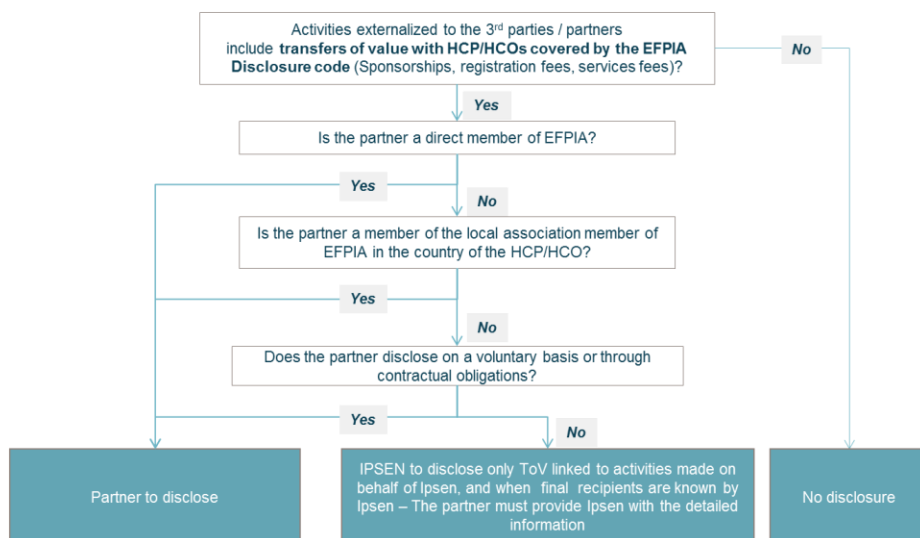 Activities externalized to the 3rd parties / partners
include transfers of value with HCP/HCOs covered by the EFPIA
Disclosure code (Sponsorships, registration fees, services fees)?
No
Yes
Is the partner a direct member of EFPIA?
Yes
No
Is the partner a member of the local association member of
EFPIA in the country of the HCP/HCO?
Yes
No
Does the partner disclose on a voluntary basis or through
contractual obligations?
Yes
No
Partner to disclose
IPSEN to disclose only ToV linked to activities made on
behalf of Ipsen, and when final recipients are known by
Ipsen – The partner must provide Ipsen with the detailed
information
No disclosure